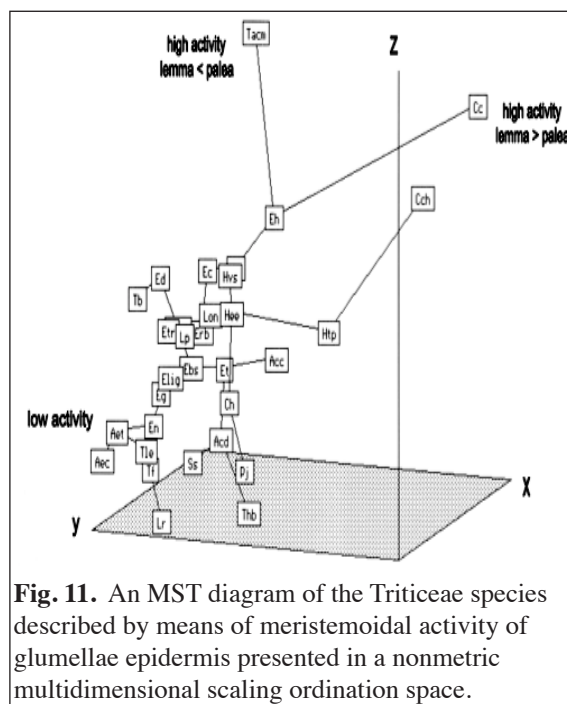 Tacm
Z
high activity
lemma < palea
Cc
high activity
lemma > palea
Cch
Eh
Ec
Hvs
Ed
Tb
Lon
Hee
Etr
Erb
Lp
Htp
Ebs
Et
Acc
Elig
Eg
Ch
low activity
En
Aet
Acd
Aec
Tle
Ss
Pj
Tf
X
y
Lr
Thb
Fig. 11. An MST diagram of the Triticeae species
described by means of meristemoidal activity of
glumellae epidermis presented in a nonmetric
multidimensional scaling ordination space.